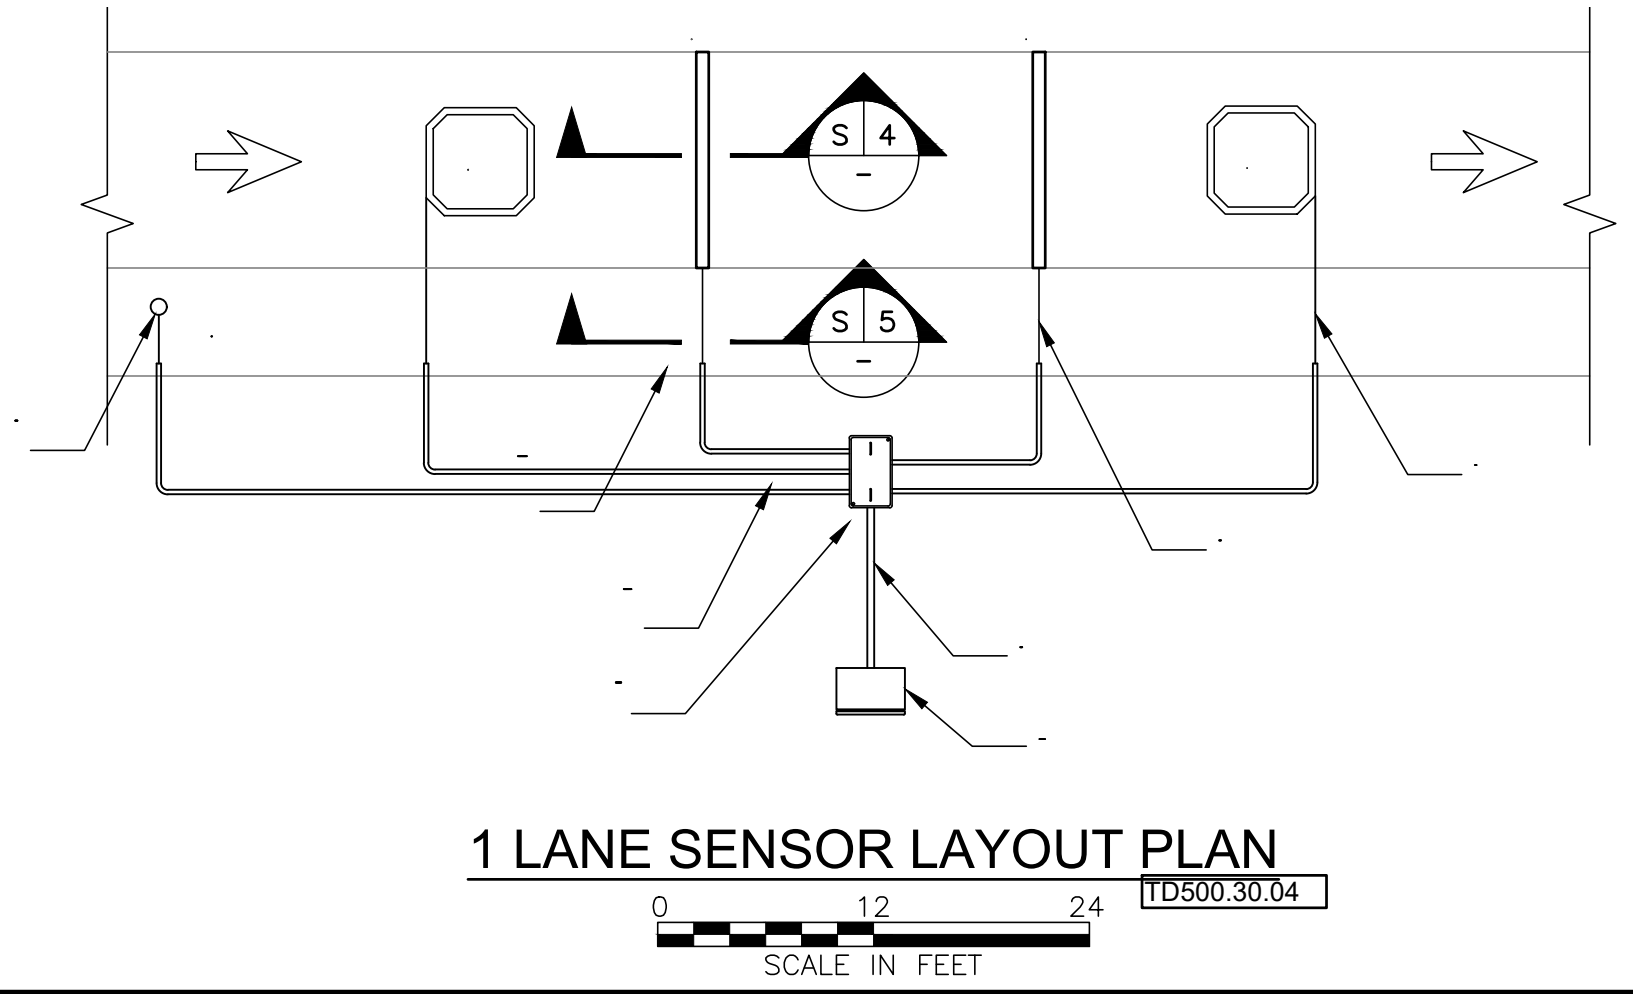 S 4
-
S 5
-
1 LANE SENSOR LAYOUT PLAN
TD500.30.04
0 12 24
SCALE IN FEET